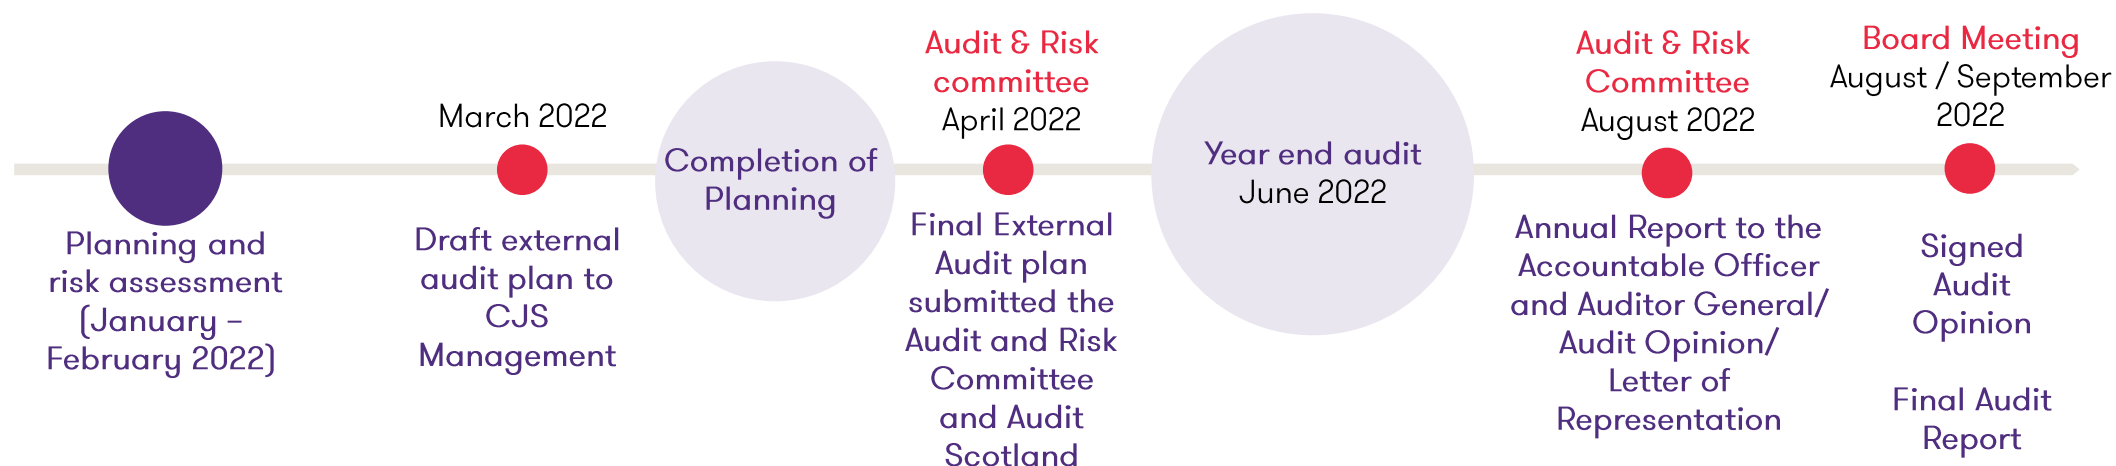 Planning and
risk assessment
(January –
February 2022)
March 2022
Draft external
audit plan to
CJS
Management
Completion of
Planning
Audit & Risk
committee
April 2022
Final External
Audit plan
submitted the
Audit and Risk
Committee
and Audit
Scotland
Year end audit
June 2022
Audit & Risk
Committee
August 2022
Annual Report to the
Accountable Officer
and Auditor General/
Audit Opinion/
Letter of
Representation
Board Meeting
August / September
2022
Signed
Audit
Opinion
Final Audit
Report